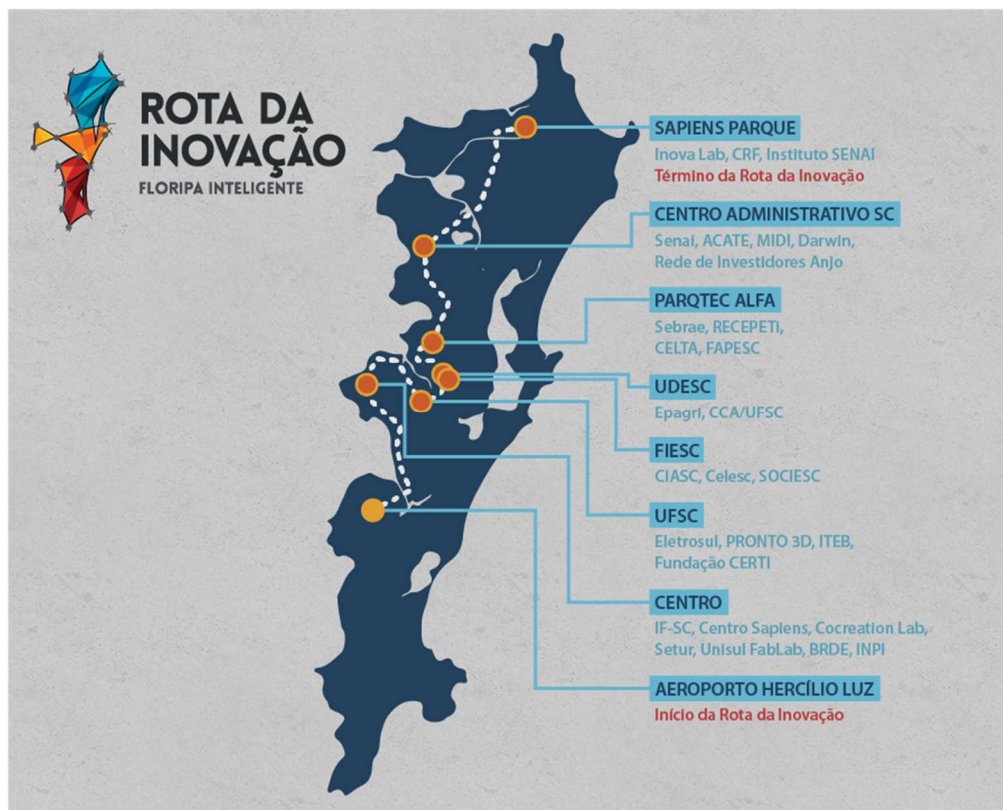 ROTA DA
INOVAÇÃO
FLORIPA INTELIGENTE
SAPIENS PARQUE
Inova Lab, CRF, Instituto SENAI
Término da Rota da Inovação
CENTRO ADMINISTRATIVO SC
Senai, ACATE, MIDI, Darwin,
Rede de Investidores Anjo
PARQTEC ALFA
Sebrae, RECEPETi,
CELTA, FAPESC
UDESC
Epagri, CCA/UFSC
FIESC
CIASC, Celesc, SOCIESC
UFSC
Eletrosul, PRONTO 3D, ITEB,
Fundação CERTI
CENTRO
IF-SC, Centro Sapiens, Cocreation Lab,
Setur, Unisul FabLab, BRDE, INPI
AEROPORTO HERCÍLIO LUZ
Início da Rota da Inovação